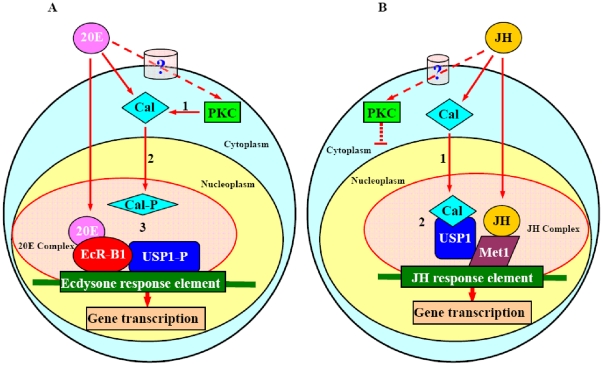 A
20E
?
Cal
1
PKC
Cytoplasm
2
Nucleoplasm
Cal-P
3
20E
20E Complex
EcR-B1
USP1-P
Ecdysone response element
Gene transcription
B
JH
?
PKC
Cal
Cytoplasm
1
Nucleoplasm
Cal
2
USP1
JH
JH Complex
Met1
JH response element
Gene transcription